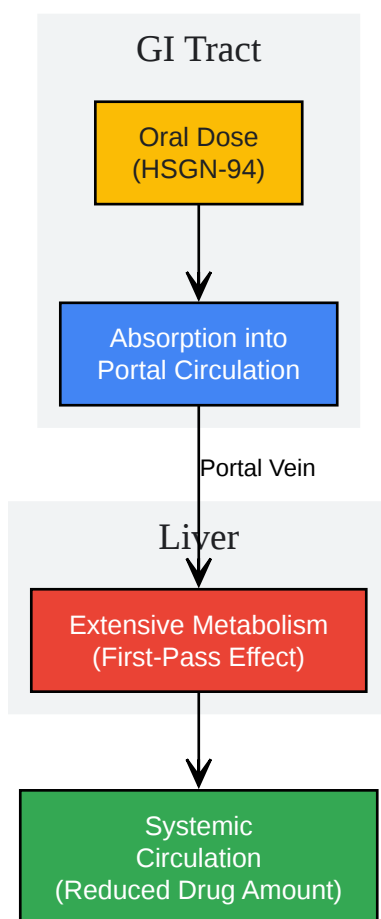 GI Tract
Oral Dose
(HSGN-94)
Absorption into
Portal Circulation
Portal Vein
Liver
Extensive Metabolism
(First-Pass Effect)
Systemic
Circulation
(Reduced Drug Amount)